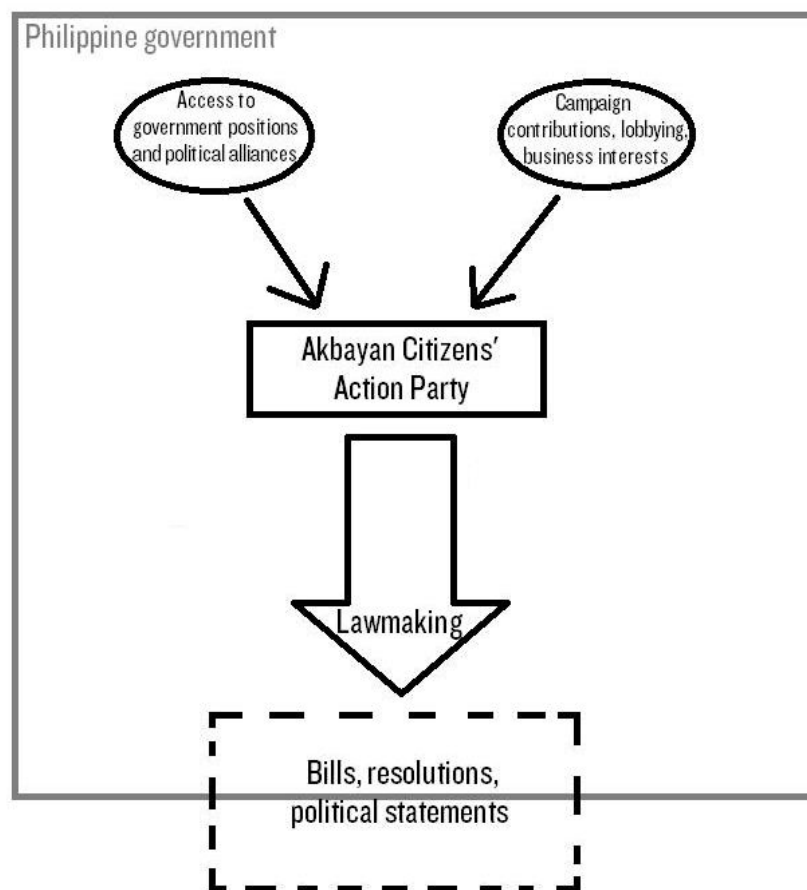 Philippine government
Access to
government positions
and political alliances
Campaign
contributions, lobbying,
business interests
Akbayan Citizens'
Action Party
Lawmaking
Bills, resolutions,
political statements